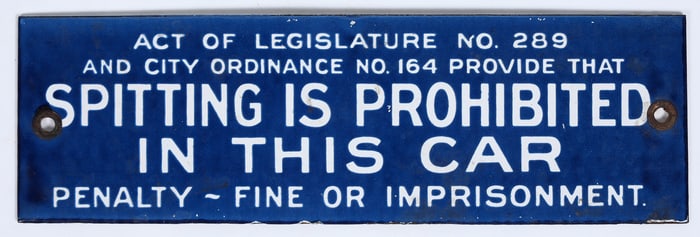 ACT OF LEGISLATURE NO. 289
AND CITY ORDINANCE NO. 164 PROVIDE THAT
SPITTING IS PROHIBITED
IN THIS CAR
PENALTY ~ FINE OR IMPRISONMENT.